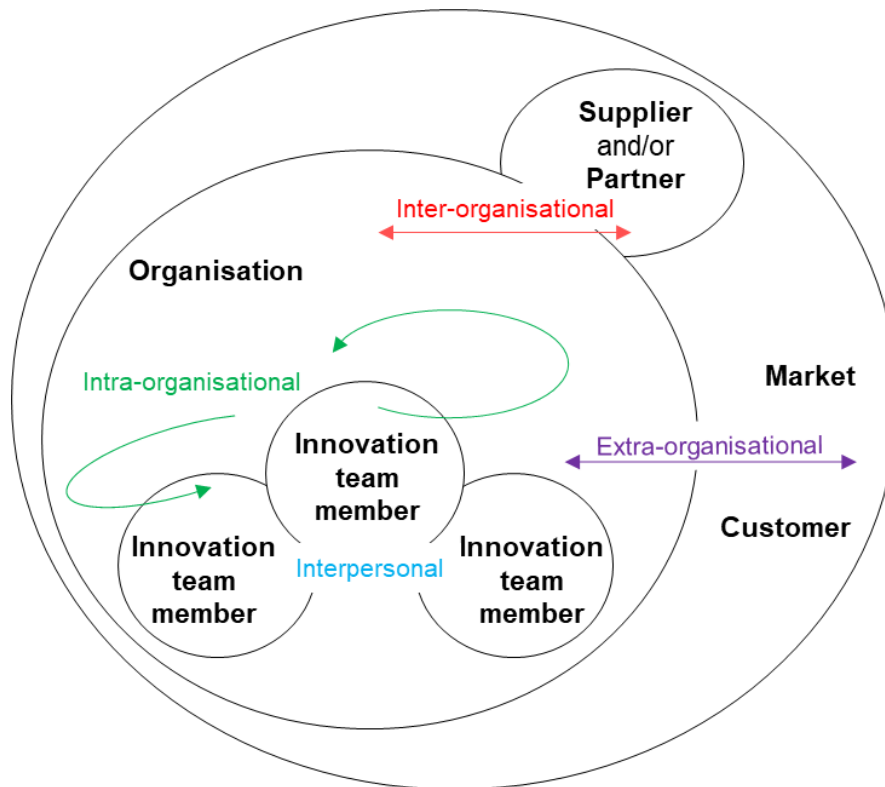 Supplier
and/or
Partner
Inter-organisational
Organisation
Intra-organisational
Market
Innovation
team
member
Extra-organisational
Customer
Innovation
team
member
Interpersonal
Innovation
team
member